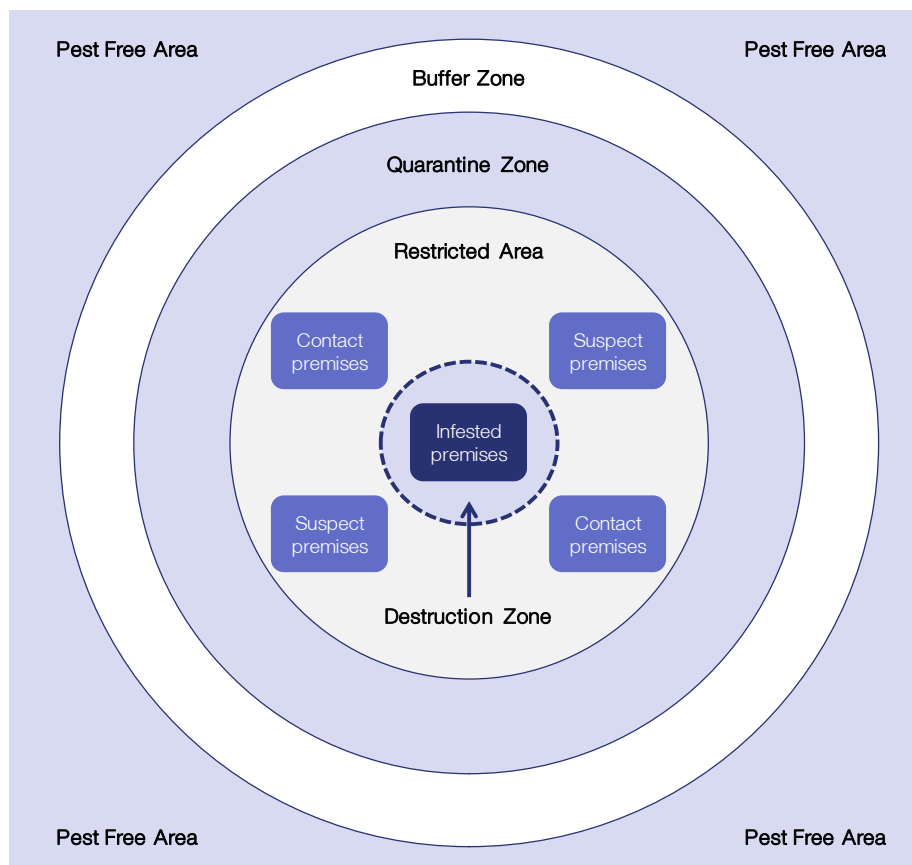 Pest Free Area
Pest Free Area
Buffer Zone
Quarantine Zone
Restricted Area
Contact
premises
Suspect
premises
Infested
premises
Suspect
premises
Contact
premises
Destruction Zone
Pest Free Area
Pest Free Area